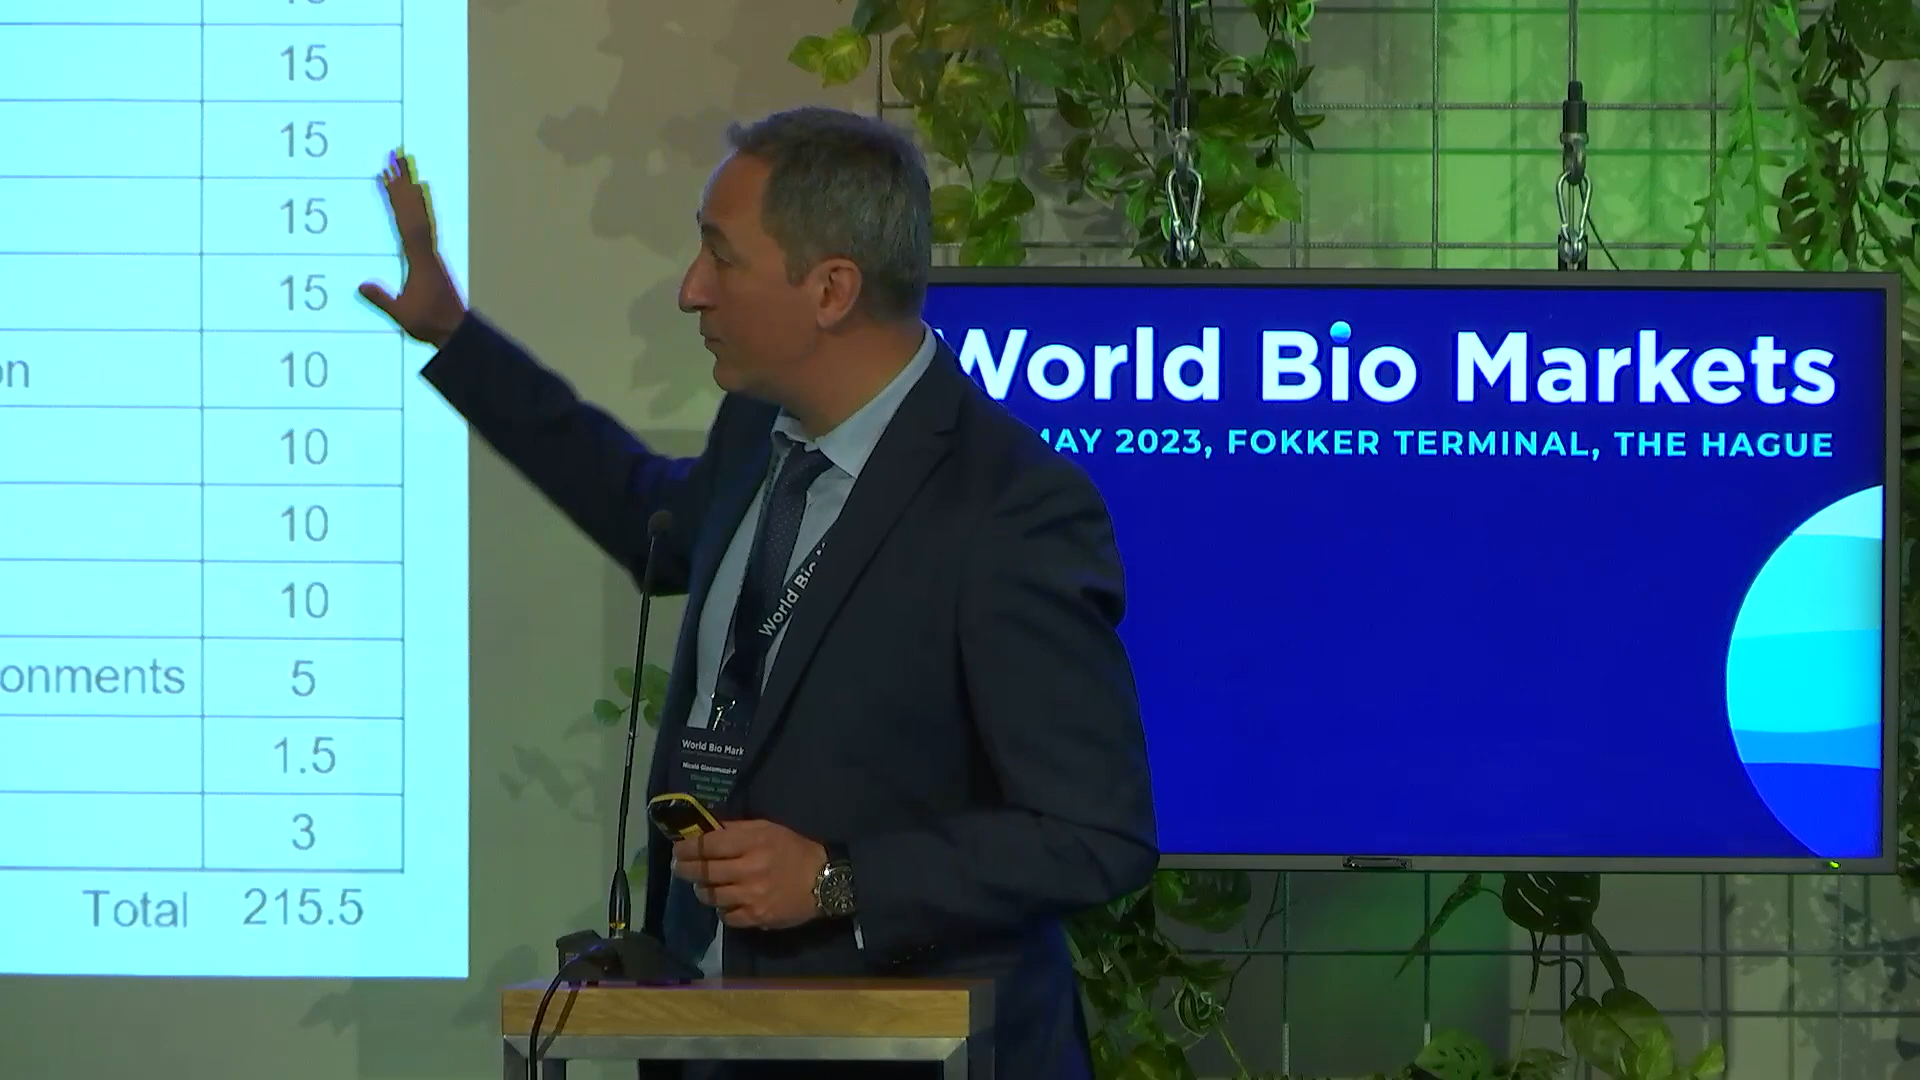 15
15
15
15
on 10
10
10
10
onments 5
1.5
3
Total 215.5
World Bio Markets
MAY 2023, FOKKER TERMINAL, THE HAGUE
World Bio
World Bio Mark